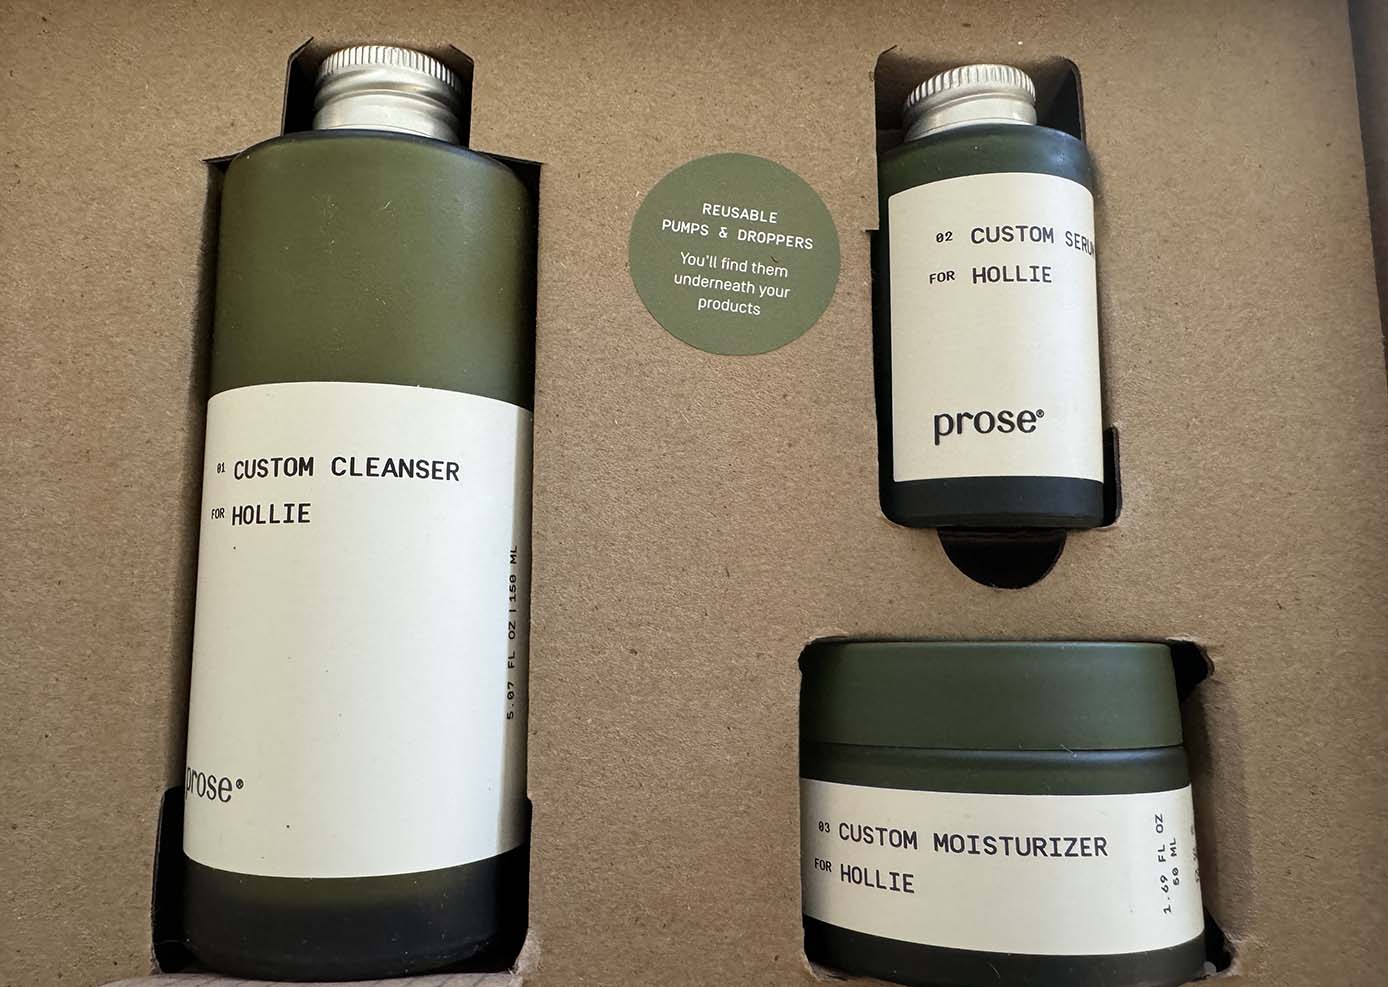 01 CUSTOM CLEANSER
FOR HOLLIE
5.07 FL OZ | 150 ML
prose®
REUSABLE
PUMPS & DROPPERS
You'll find them
underneath your
products
02 CUSTOM SERUM
FOR HOLLIE
prose®
03 CUSTOM MOISTURIZER
FOR HOLLIE
1.69 FL OZ
50 ML